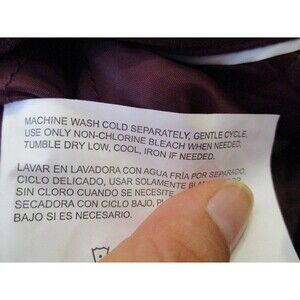 MACHINE WASH COLD SEPARATELY, GENTLE CYCLE,
USE ONLY NON-CHLORINE BLEACH WHEN NEEDED,
TUMBLE DRY LOW, COOL, IRON IF NEEDED.
LAVAR EN LAVADORA CON AGUA FRÍA POR SEPARADO,
CICLO DELICADO, USAR SOLAMENTE
SIN CLORO CUANDO SE NECESITE
SECADORA CON CICLO BAJO,
BAJO SI ES NECESARIO.